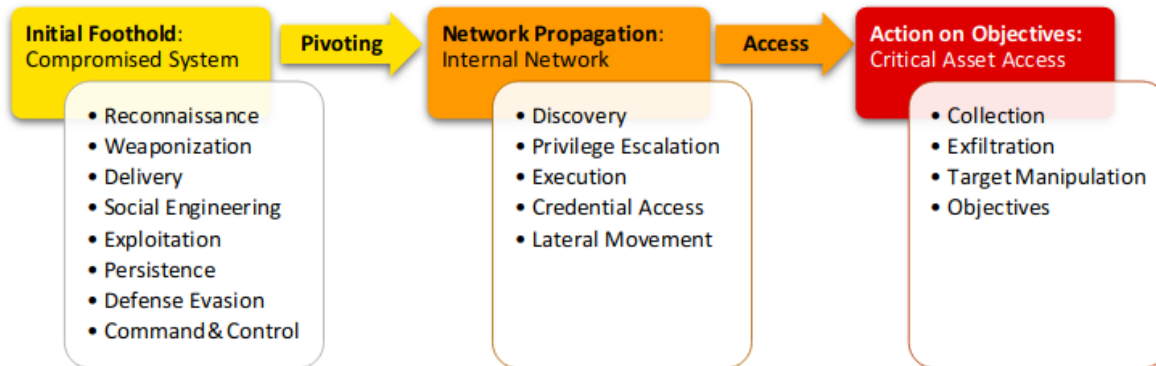 Initial Foothold:
Compromised System
Pivoting
Network Propagation:
Internal Network
Access
Action on Objectives:
Critical Asset Access
• Reconnaissance
• Weaponization
• Delivery
• Social Engineering
• Exploitation
• Persistence
• Defense Evasion
• Command & Control
• Discovery
• Privilege Escalation
• Execution
• Credential Access
• Lateral Movement
• Collection
• Exfiltration
• Target Manipulation
• Objectives